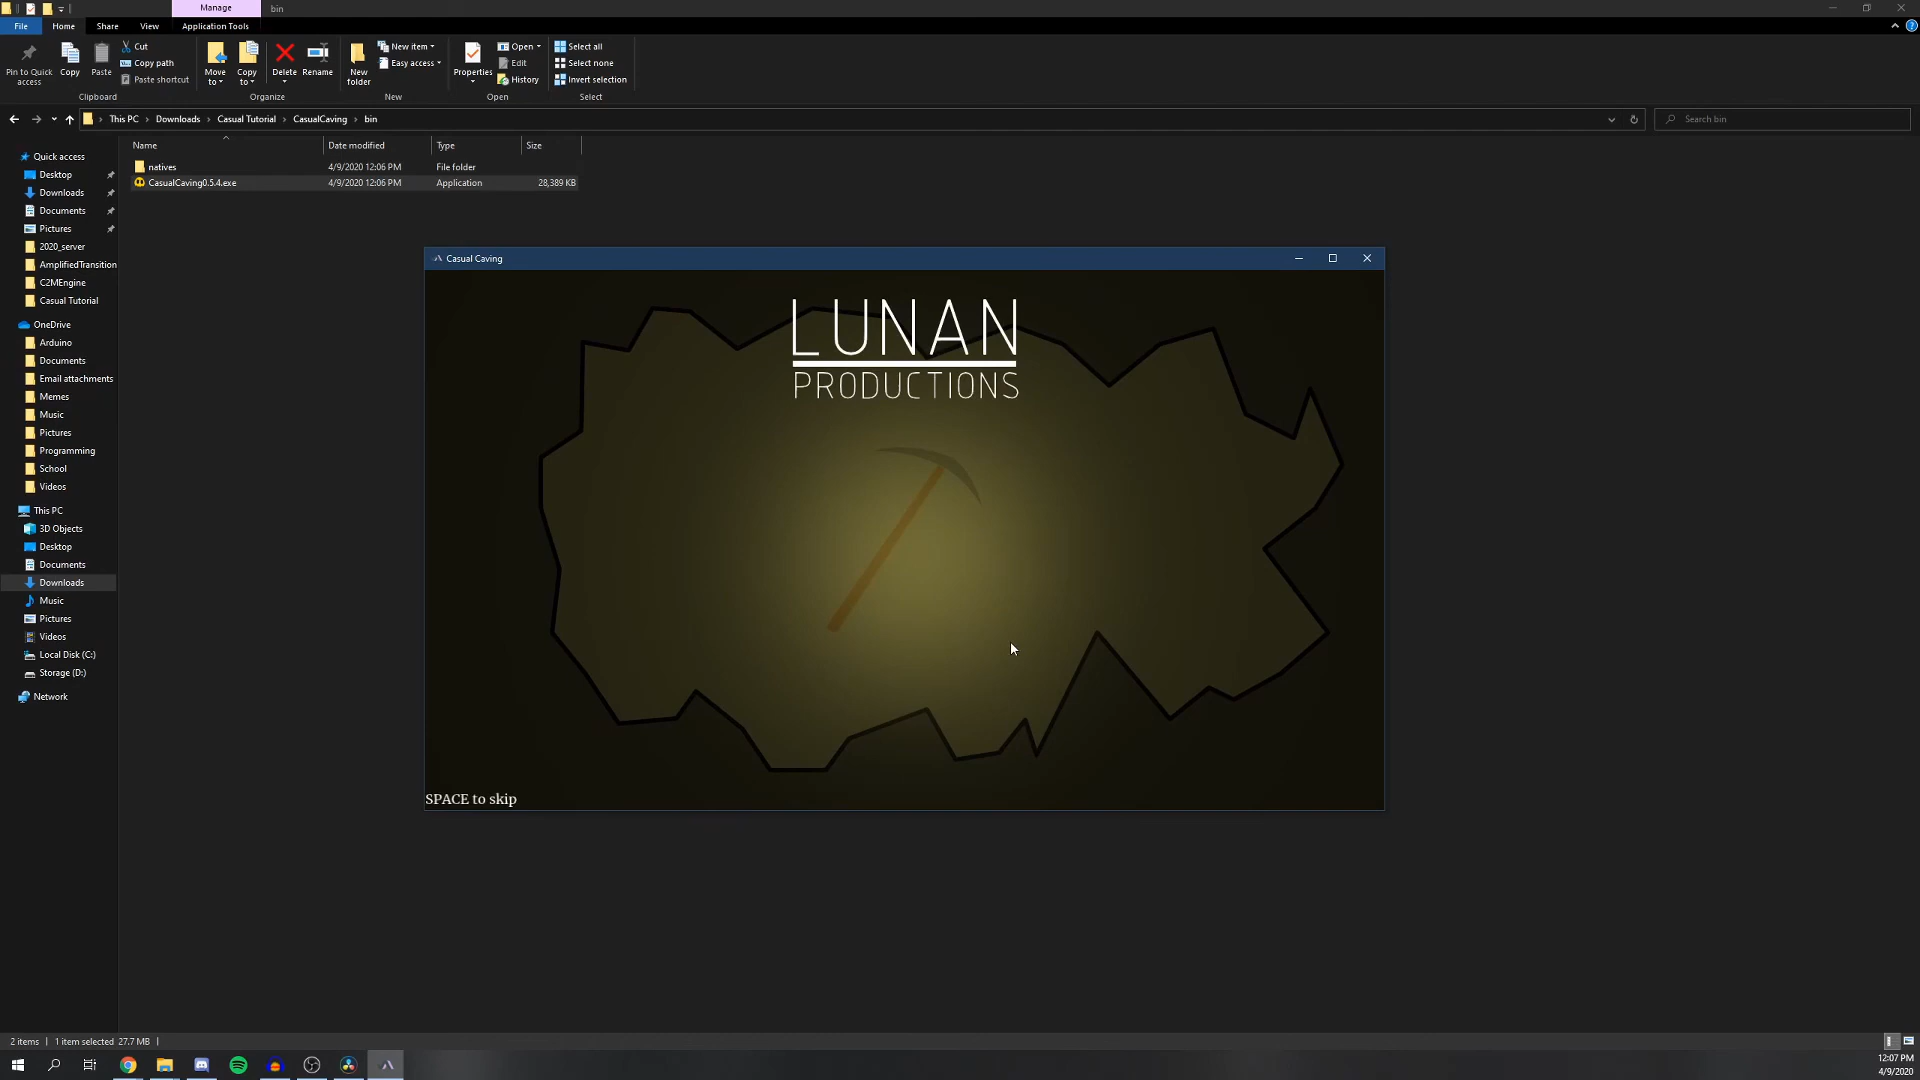 Manage
bin
File
Home
Share
View
Application Tools
Pin to Quick access
Copy
Paste
Cut
Copy path
Paste shortcut
Clipboard
Move to
Copy to
Delete
Rename
Organize
New folder
New item
Easy access
New
Properties
Open
Edit
History
Open
Select all
Select none
Invert selection
Select
This PC
Downloads
Casual Tutorial
CasualCaving
bin
Search bin
Name
Date modified
Type
Size
natives
4/9/2020 12:06 PM
File folder
CasualCaving0.5.4.exe
4/9/2020 12:06 PM
Application
28,389 KB
Quick access
Desktop
Downloads
Documents
Pictures
2020_server
AmplifiedTransition
C2MEngine
Casual Tutorial
OneDrive
Arduino
Documents
Email attachments
Memes
Music
Pictures
Programming
School
Videos
This PC
3D Objects
Desktop
Documents
Downloads
Music
Pictures
Videos
Local Disk (C:)
Storage (D:)
Network
Casual Caving
LUNAN
PRODUCTIONS
SPACE to skip
2 items
1 item selected 27.7 MB
12:07 PM
4/9/2020